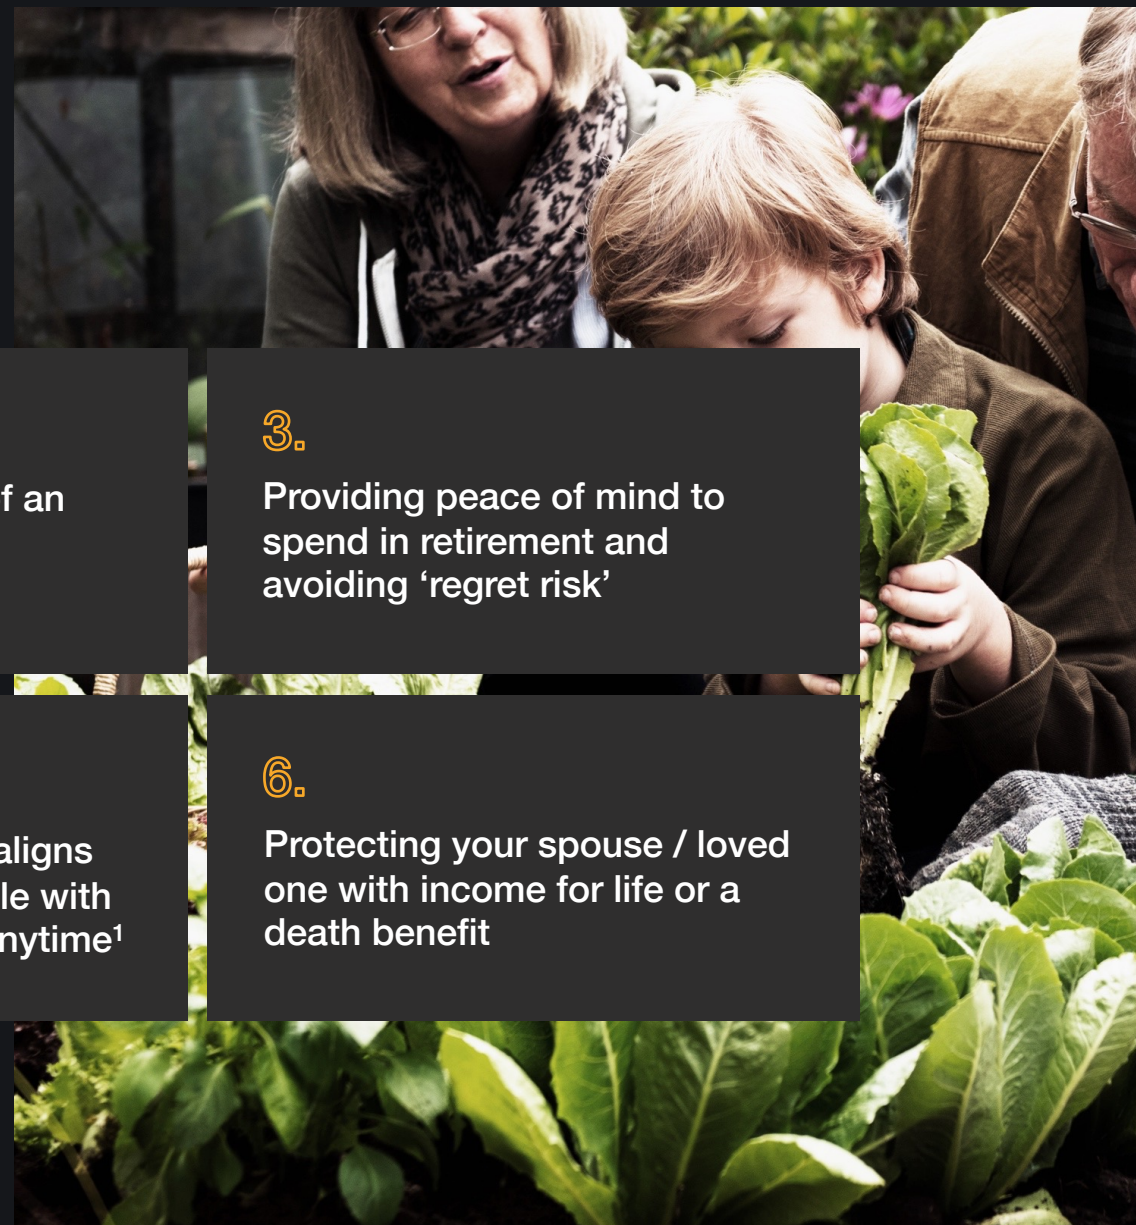 f an
3.
Providing peace of mind to
spend in retirement and
avoiding ‘regret risk’
aligns
le with
nytime¹
6.
Protecting your spouse / loved
one with income for life or a
death benefit